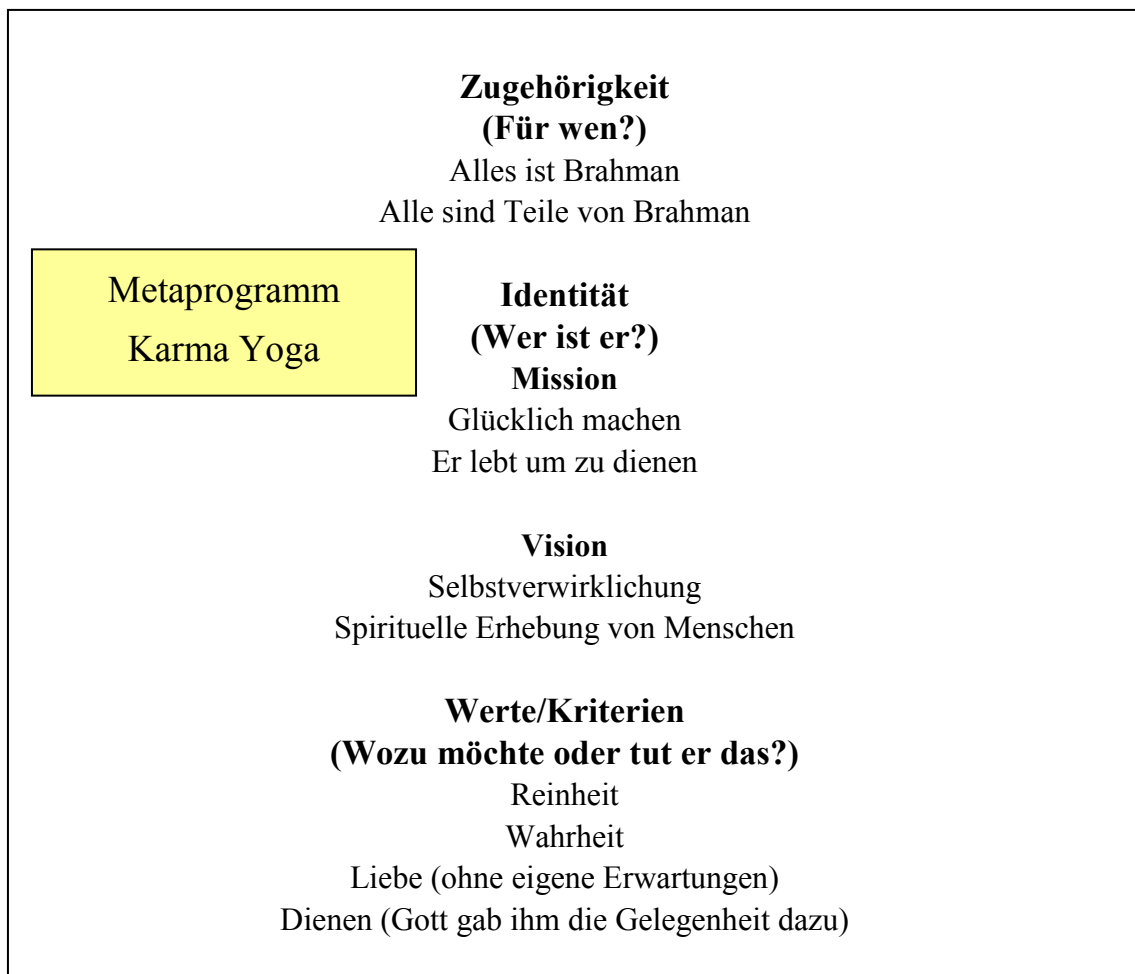 Zugehörigkeit
(Für wen?)
Alles ist Brahman
Alle sind Teile von Brahman
Metaprogramm
Karma Yoga
Identität
(Wer ist er?)
Mission
Glücklich machen
Er lebt um zu dienen
Vision
Selbstverwirklichung
Spirituelle Erhebung von Menschen
Werte/Kriterien
(Wozu möchte oder tut er das?)
Reinheit
Wahrheit
Liebe (ohne eigene Erwartungen)
Dienen (Gott gab ihm die Gelegenheit dazu)